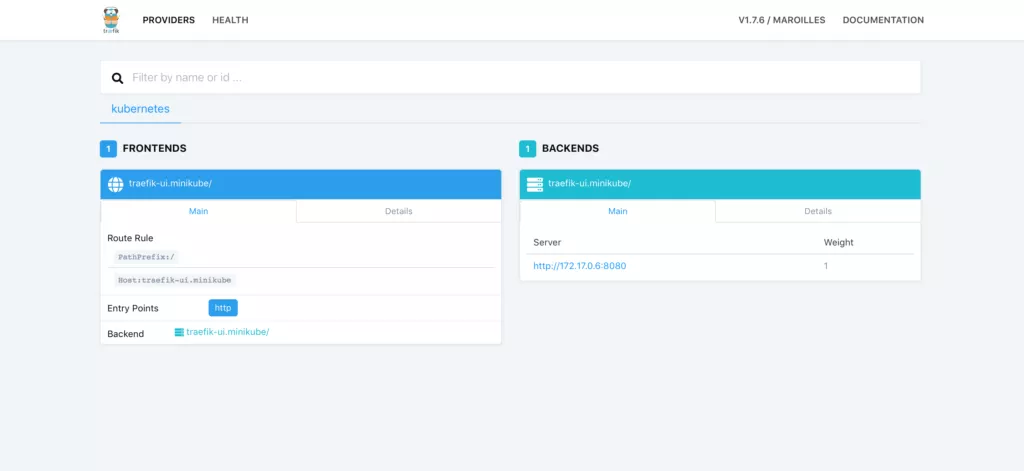 træfik
PROVIDERS HEALTH V1.7.6 / MAROILLES DOCUMENTATION
Filter by name or id ...
kubernetes
1 FRONTENDS
traefik-ui.minikube/
Main Details
Route Rule
PathPrefix:/
Host:traefik-ui.minikube
Entry Points http
Backend traefik-ui.minikube/
1 BACKENDS
traefik-ui.minikube/
Main Details
Server Weight
http://172.17.0.6:8080 1